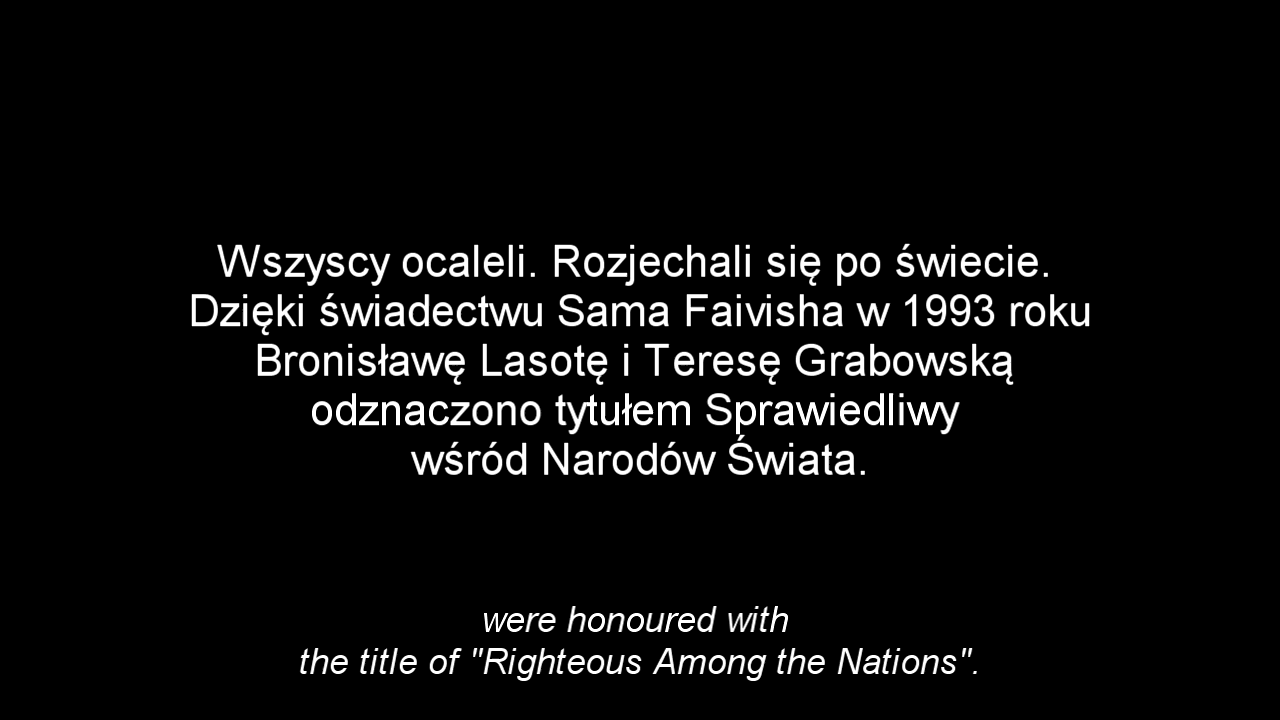 Wszyscy ocaleli. Rozjechali się po świecie.
Dzięki świadectwu Sama Faivisha w 1993 roku
Bronisławę Lasotę i Teresę Grabowską
odznaczono tytułem Sprawiedliwy
wśród Narodów Świata.
were honoured with
the title of "Righteous Among the Nations".